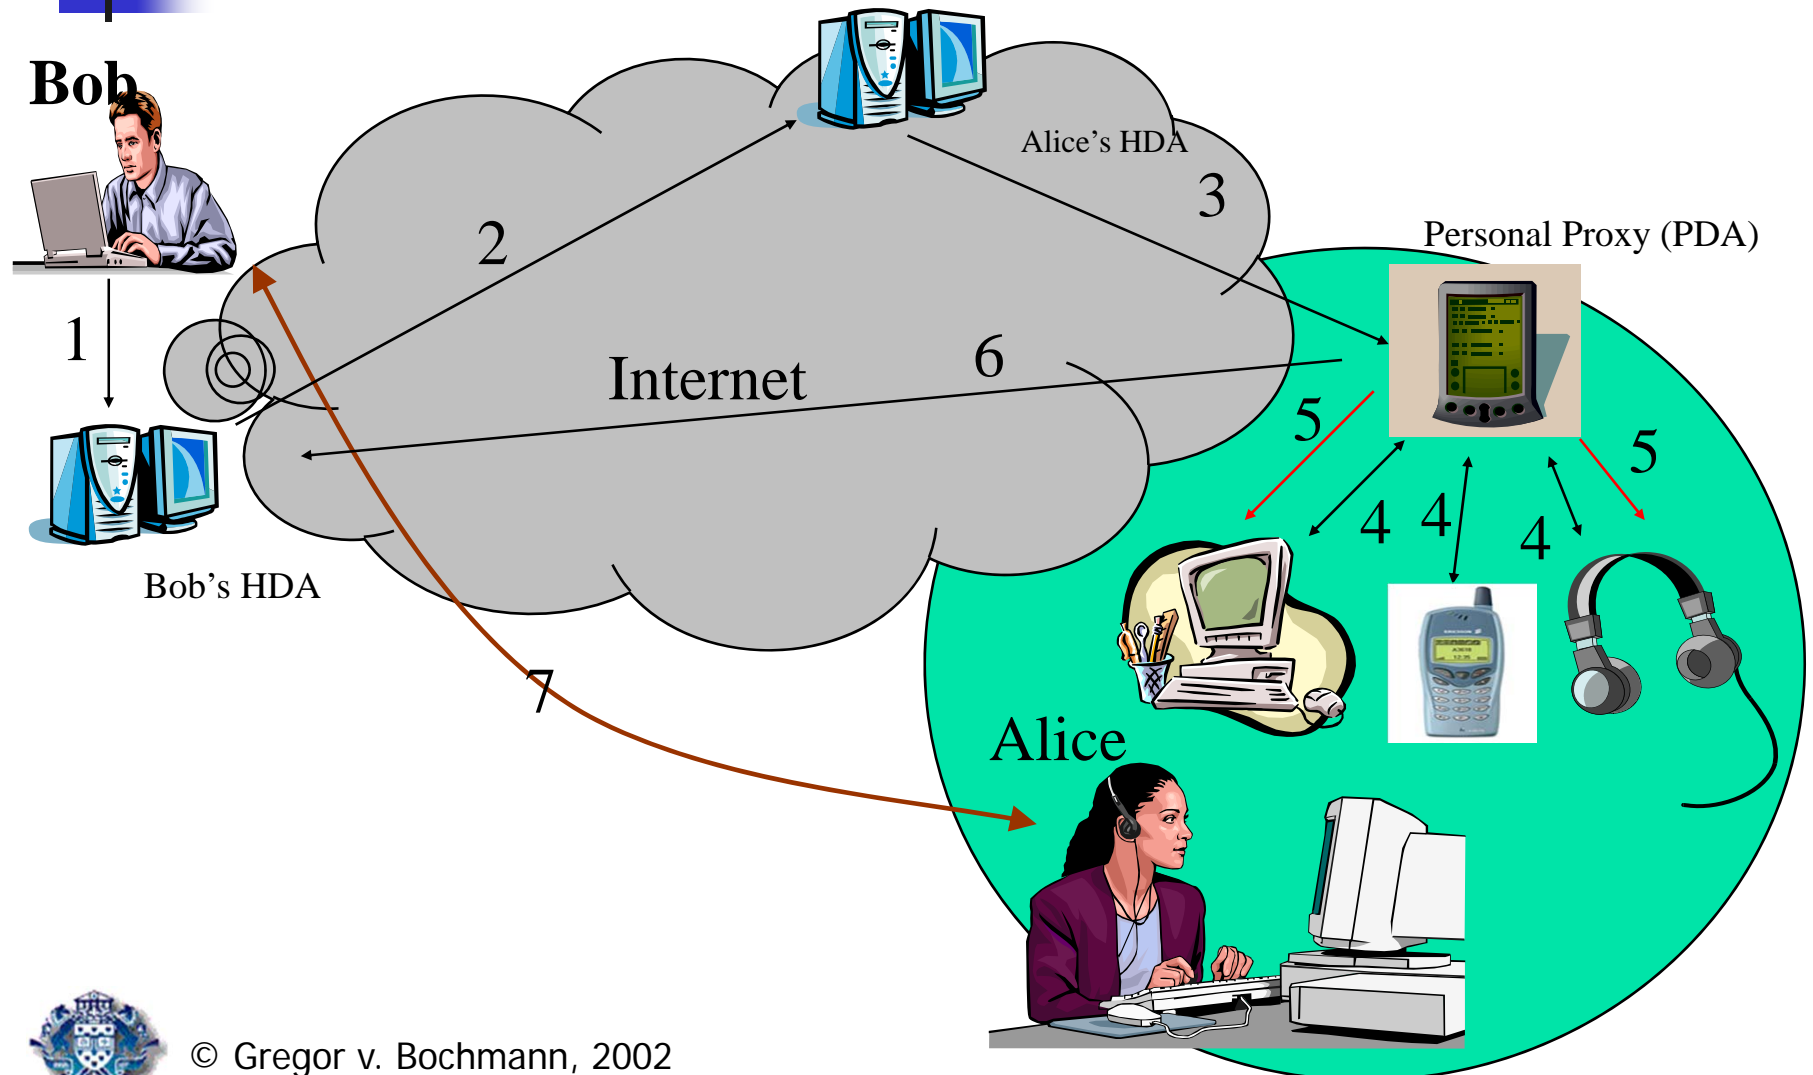 Bob
Alice's HDA
3
2
Personal Proxy (PDA)
1
Internet
6
5
5
4
4
4
Bob's HDA
7
Alice
© Gregor v. Bochmann, 2002